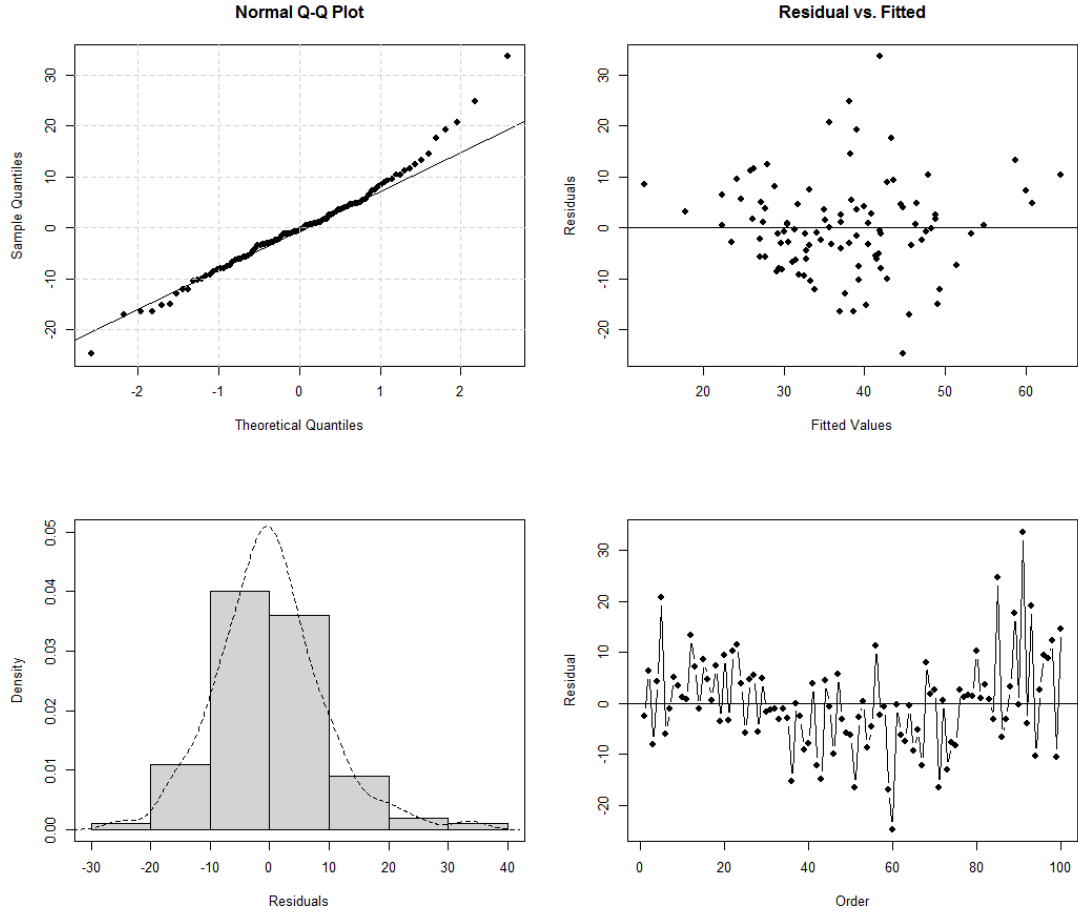 Normal Q-Q Plot
Sample Quantiles
30
20
10
0
-10
-20
-2 -1 0 1 2
Theoretical Quantiles
Residual vs. Fitted
Residuals
30
20
10
0
-10
-20
20 30 40 50 60
Fitted Values
Density
0.05
0.04
0.03
0.02
0.01
0.00
-30 -20 -10 0 10 20 30 40
Residuals
Residual
30
20
10
0
-10
-20
0 20 40 60 80 100
Order